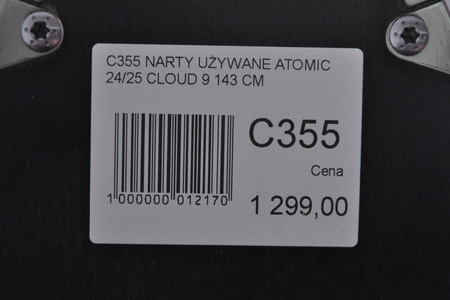 C355 NARTY UŻYWANE ATOMIC
24/25 CLOUD 9 143 CM
C355
Cena
1 000000 012170
1 299,00